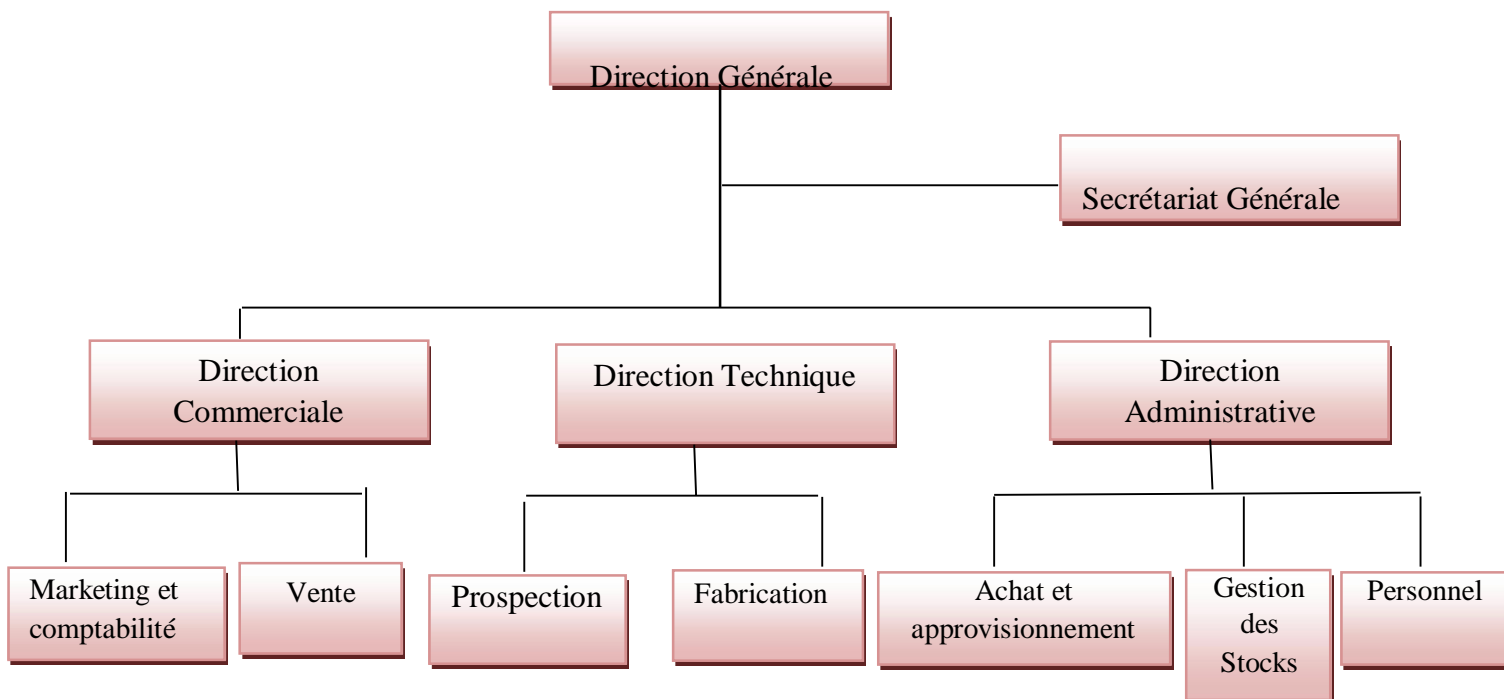 Direction Générale
Secrétariat Générale
Direction
Commerciale
Direction Technique
Direction
Administrative
Marketing et
comptabilité
Vente
Prospection
Fabrication
Achat et
approvisionnement
Gestion
des
Stocks
Personnel